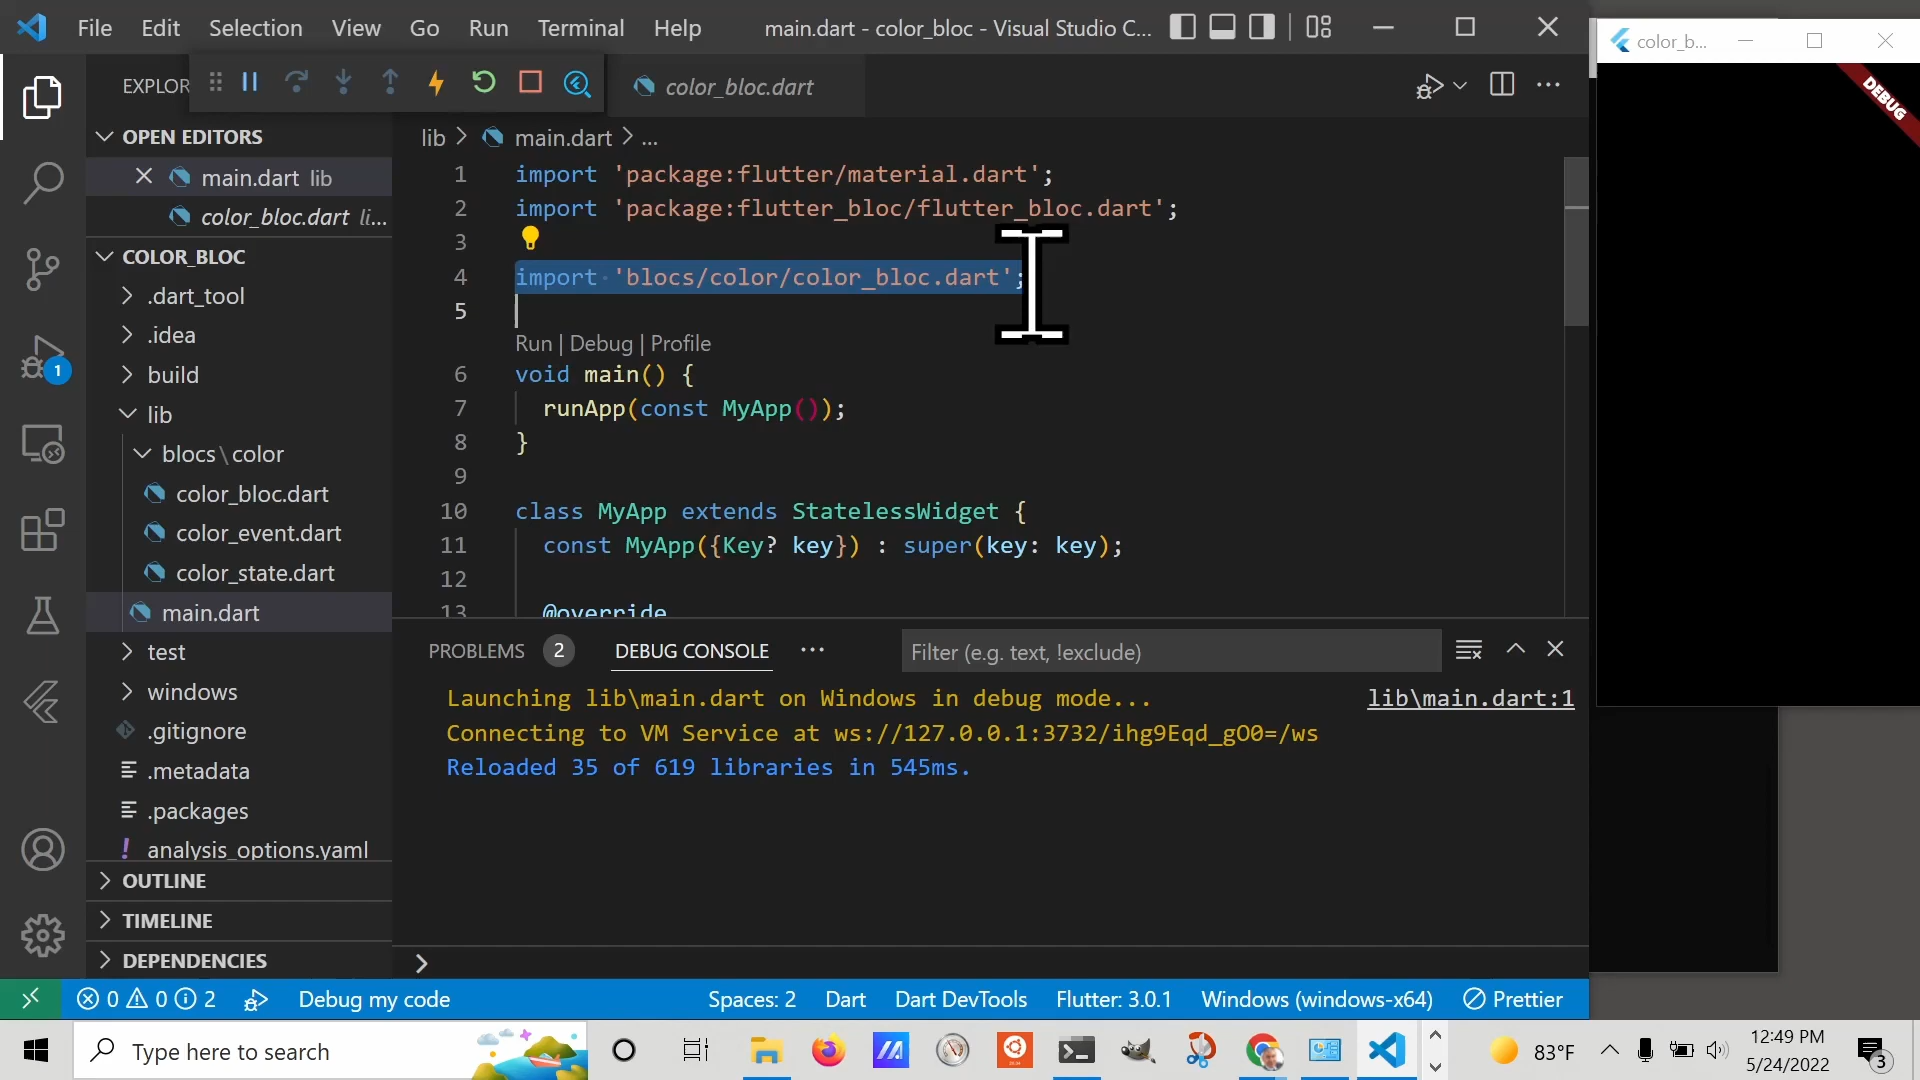 File Edit Selection View Go Run Terminal Help
main.dart - color_bloc - Visual Studio C...
color_b...
DEBUG
EXPLOR
color_bloc.dart
OPEN EDITORS
main.dart lib
color_bloc.dart li...
COLOR_BLOC
.dart_tool
.idea
build
lib
blocs\color
color_bloc.dart
color_event.dart
color_state.dart
main.dart
test
windows
.gitignore
.metadata
.packages
analysis_options.yaml
OUTLINE
TIMELINE
DEPENDENCIES
1
lib > main.dart > ...
1 import 'package:flutter/material.dart';
2 import 'package:flutter_bloc/flutter_bloc.dart';
3
4 import 'blocs/color/color_bloc.dart';
5
Run | Debug | Profile
6 void main() {
7 runApp(const MyApp());
8 }
9
10 class MyApp extends StatelessWidget {
11 const MyApp({Key? key}) : super(key: key);
12
13 @override
PROBLEMS 2 DEBUG CONSOLE ...
Filter (e.g. text, !exclude)
Launching lib\main.dart on Windows in debug mode...
lib\main.dart:1
Connecting to VM Service at ws://127.0.0.1:3732/ihg9Eqd_gO0=/ws
Reloaded 35 of 619 libraries in 545ms.
0 0 2 Debug my code Spaces: 2 Dart Dart DevTools Flutter: 3.0.1 Windows (windows-x64) Prettier
Type here to search
83°F
12:49 PM
5/24/2022
3